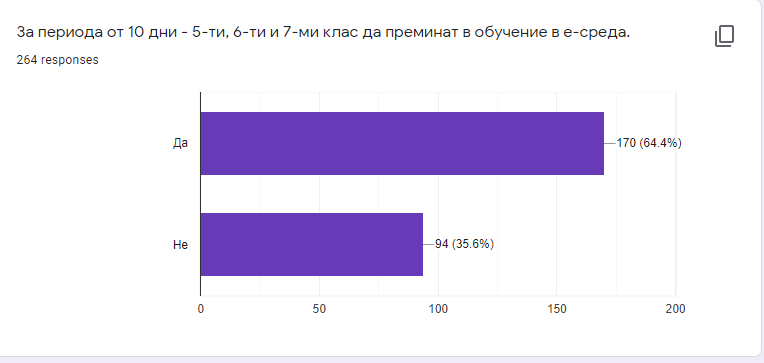 За периода от 10 дни - 5-ти, 6-ти и 7-ми клас да преминат в обучение в е-среда.
264 responses
Да
170 (64.4%)
Не
94 (35.6%)
0 50 100 150 200